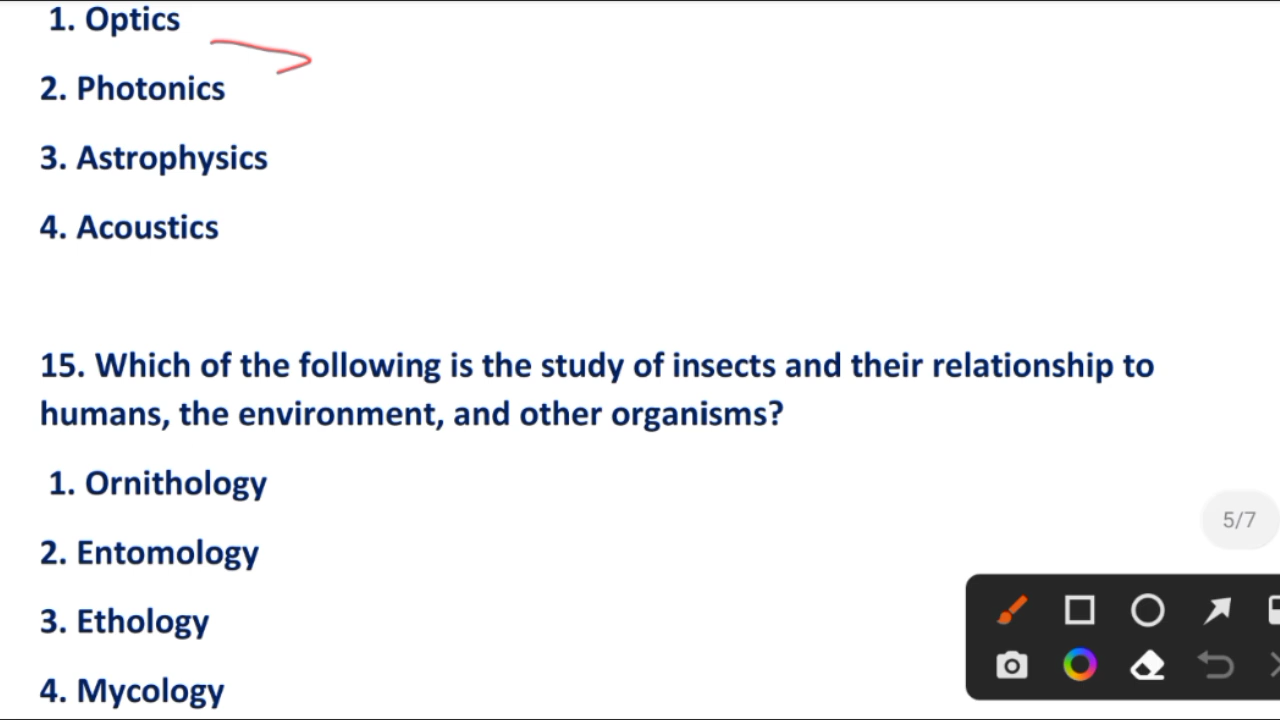 1. Optics
2. Photonics
3. Astrophysics
4. Acoustics
15. Which of the following is the study of insects and their relationship to
humans, the environment, and other organisms?
1. Ornithology
2. Entomology
5/7
3. Ethology
4. Mycology